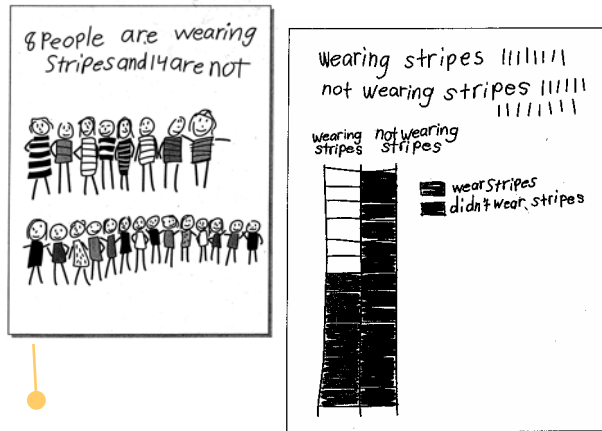 8 People are wearing
Stripes and 14 are not
wearing stripes
not wearing stripes
wearing stripes
not wearing stripes
wear stripes
didn't wear stripes